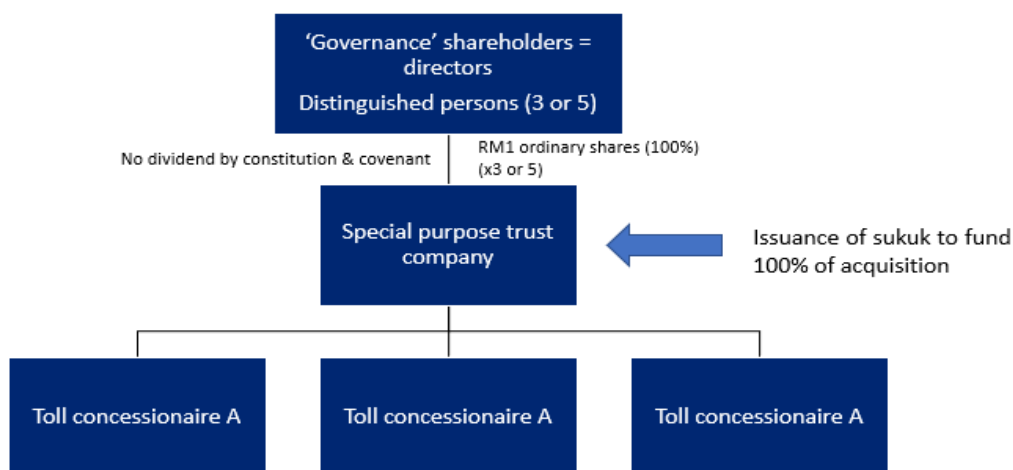 ‘Governance’ shareholders =
directors
Distinguished persons (3 or 5)
No dividend by constitution & covenant
RM1 ordinary shares (100%)
(x3 or 5)
Special purpose trust
company
Issuance of sukuk to fund
100% of acquisition
Toll concessionaire A
Toll concessionaire A
Toll concessionaire A